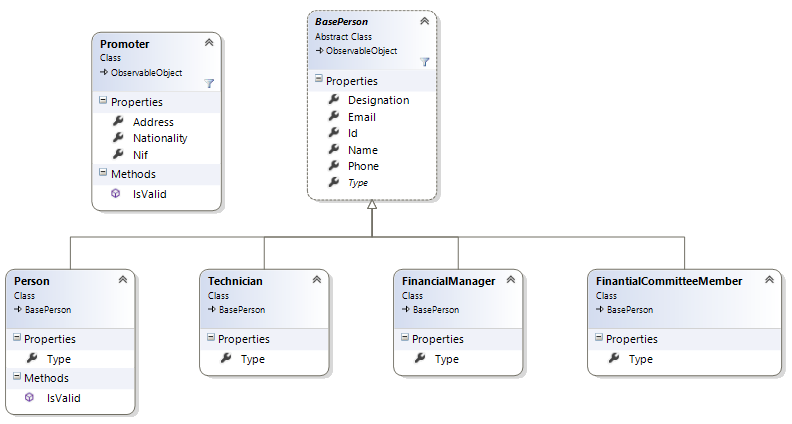 Promoter
Class
ObservableObject
Properties
Address
Nationality
Nif
Methods
IsValid
BasePerson
Abstract Class
ObservableObject
Properties
Designation
Email
Id
Name
Phone
Type
Person
Class
BasePerson
Properties
Type
Methods
IsValid
Technician
Class
BasePerson
Properties
Type
FinancialManager
Class
BasePerson
Properties
Type
FinantialCommitteeMember
Class
BasePerson
Properties
Type